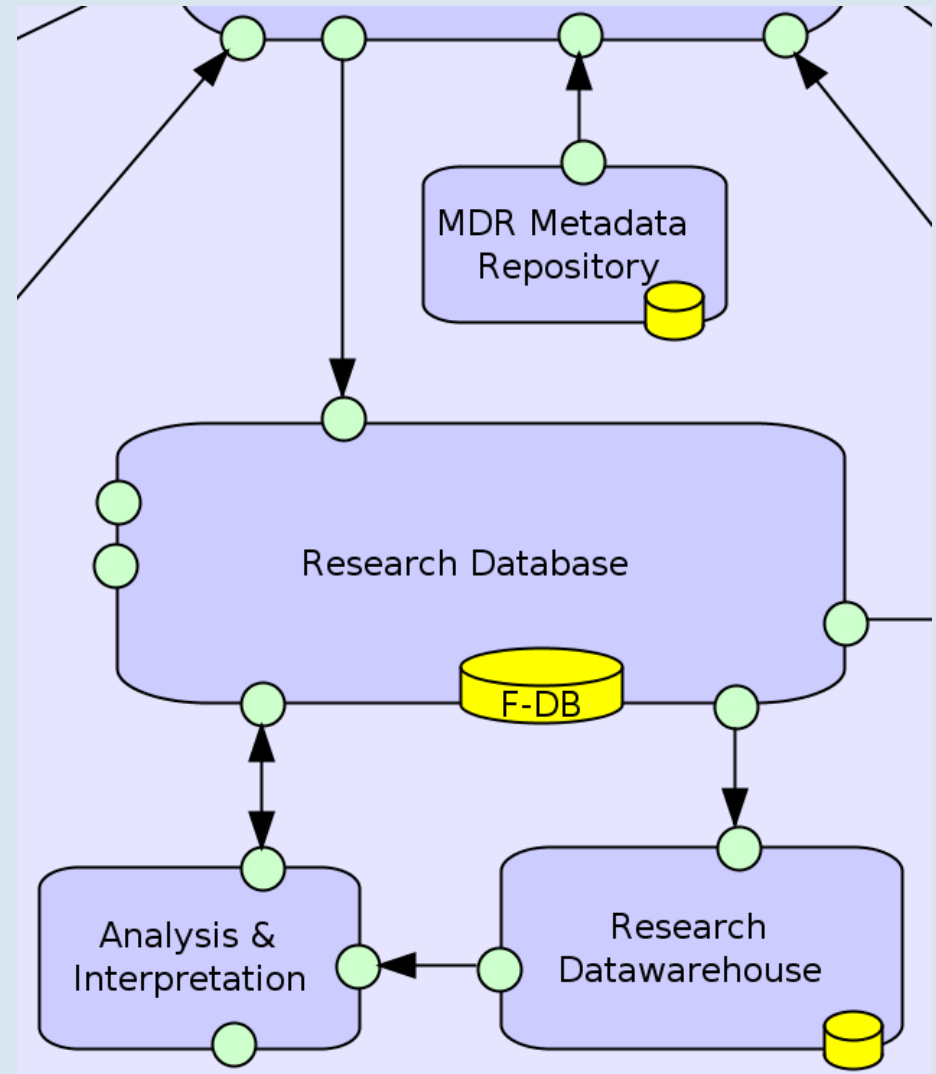 MDR Metadata
Repository
Research Database
F-DB
Analysis &
Interpretation
Research
Datawarehouse